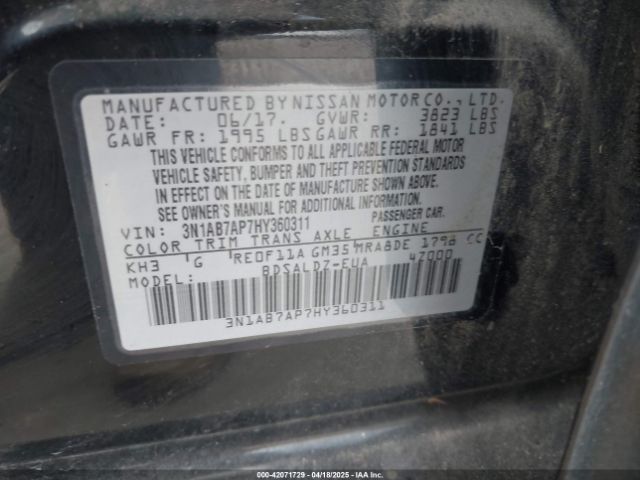 MANUFACTURED BY NISSAN MOTOR CO., LTD.
DATE: 06/17. GVWR: 3823 LBS
GAWR FR: 1995 LBS GAWR RR: 1841 LBS
THIS VEHICLE CONFORMS TO ALL APPLICABLE FEDERAL MOTOR
VEHICLE SAFETY, BUMPER AND THEFT PREVENTION STANDARDS
IN EFFECT ON THE DATE OF MANUFACTURE SHOWN ABOVE.
SEE OWNER'S MANUAL FOR ADDITIONAL INFORMATION.
VIN: 3N1AB7AP7HY360311 PASSENGER CAR.
COLOR TRIM TRANS AXLE ENGINE
KH3 G RE0F11A GM35 MRA8DE 1798 CC
MODEL: BDSALDZ-EUA 47000
3N1AB7AP7HY360311
000-42071729 - 04/18/2025 - IAA Inc.